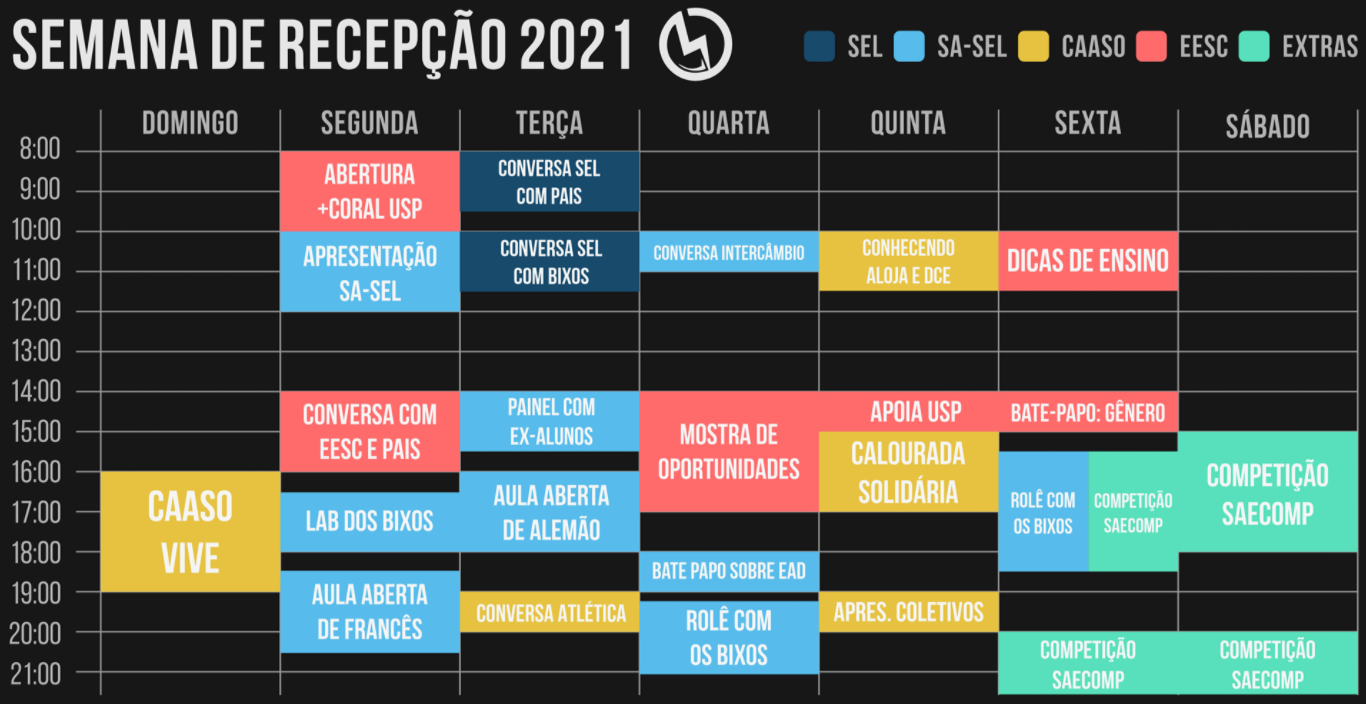 SEMANA DE RECEPÇÃO 2021
SEL SA-SEL CAASO EESC EXTRAS
DOMINGO SEGUNDA TERÇA QUARTA QUINTA SEXTA SÁBADO
8:00
9:00
10:00
11:00
12:00
13:00
14:00
15:00
16:00
17:00
18:00
19:00
20:00
21:00
CAASO
VIVE
ABERTURA
+CORAL USP
APRESENTAÇÃO
SA-SEL
CONVERSA COM
EESC E PAIS
LAB DOS BIXOS
AULA ABERTA
DE FRANCÊS
CONVERSA SEL
COM PAIS
CONVERSA SEL
COM BIXOS
PAINEL COM
EX-ALUNOS
AULA ABERTA
DE ALEMÃO
CONVERSA ATLÉTICA
CONVERSA INTERCÂMBIO
MOSTRA DE
OPORTUNIDADES
BATE PAPO SOBRE EAD
ROLÊ COM
OS BIXOS
CONHECENDO
ALOJA E DCE
APOIA USP
CALOURADA
SOLIDÁRIA
APRES. COLETIVOS
DICAS DE ENSINO
BATE-PAPO: GÊNERO
ROLÊ COM
OS BIXOS
COMPETIÇÃO
SAECOMP
COMPETIÇÃO
SAECOMP
COMPETIÇÃO
SAECOMP
COMPETIÇÃO
SAECOMP